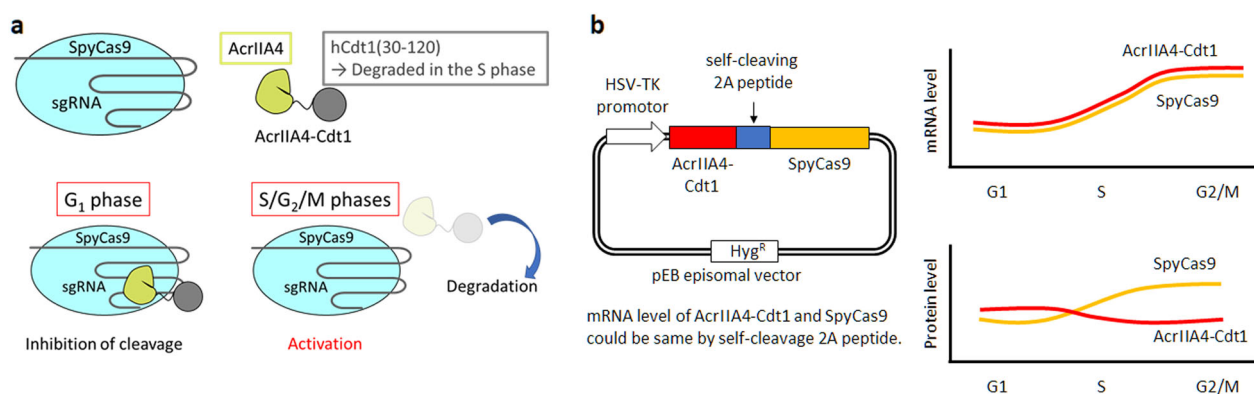 a
SpyCas9
sgRNA
AcrIIA4
hCdt1(30-120)
→ Degraded in the S phase
AcrIIA4-Cdt1
G1 phase
SpyCas9
sgRNA
Inhibition of cleavage
S/G2/M phases
SpyCas9
sgRNA
Activation
Degradation
b
self-cleaving
2A peptide
HSV-TK
promotor
AcrIIA4-
Cdt1
SpyCas9
HygR
pEB episomal vector
mRNA level of AcrIIA4-Cdt1 and SpyCas9
could be same by self-cleavage 2A peptide.
mRNA level
AcrIIA4-Cdt1
SpyCas9
G1 S G2/M
Protein level
SpyCas9
AcrIIA4-Cdt1
G1 S G2/M